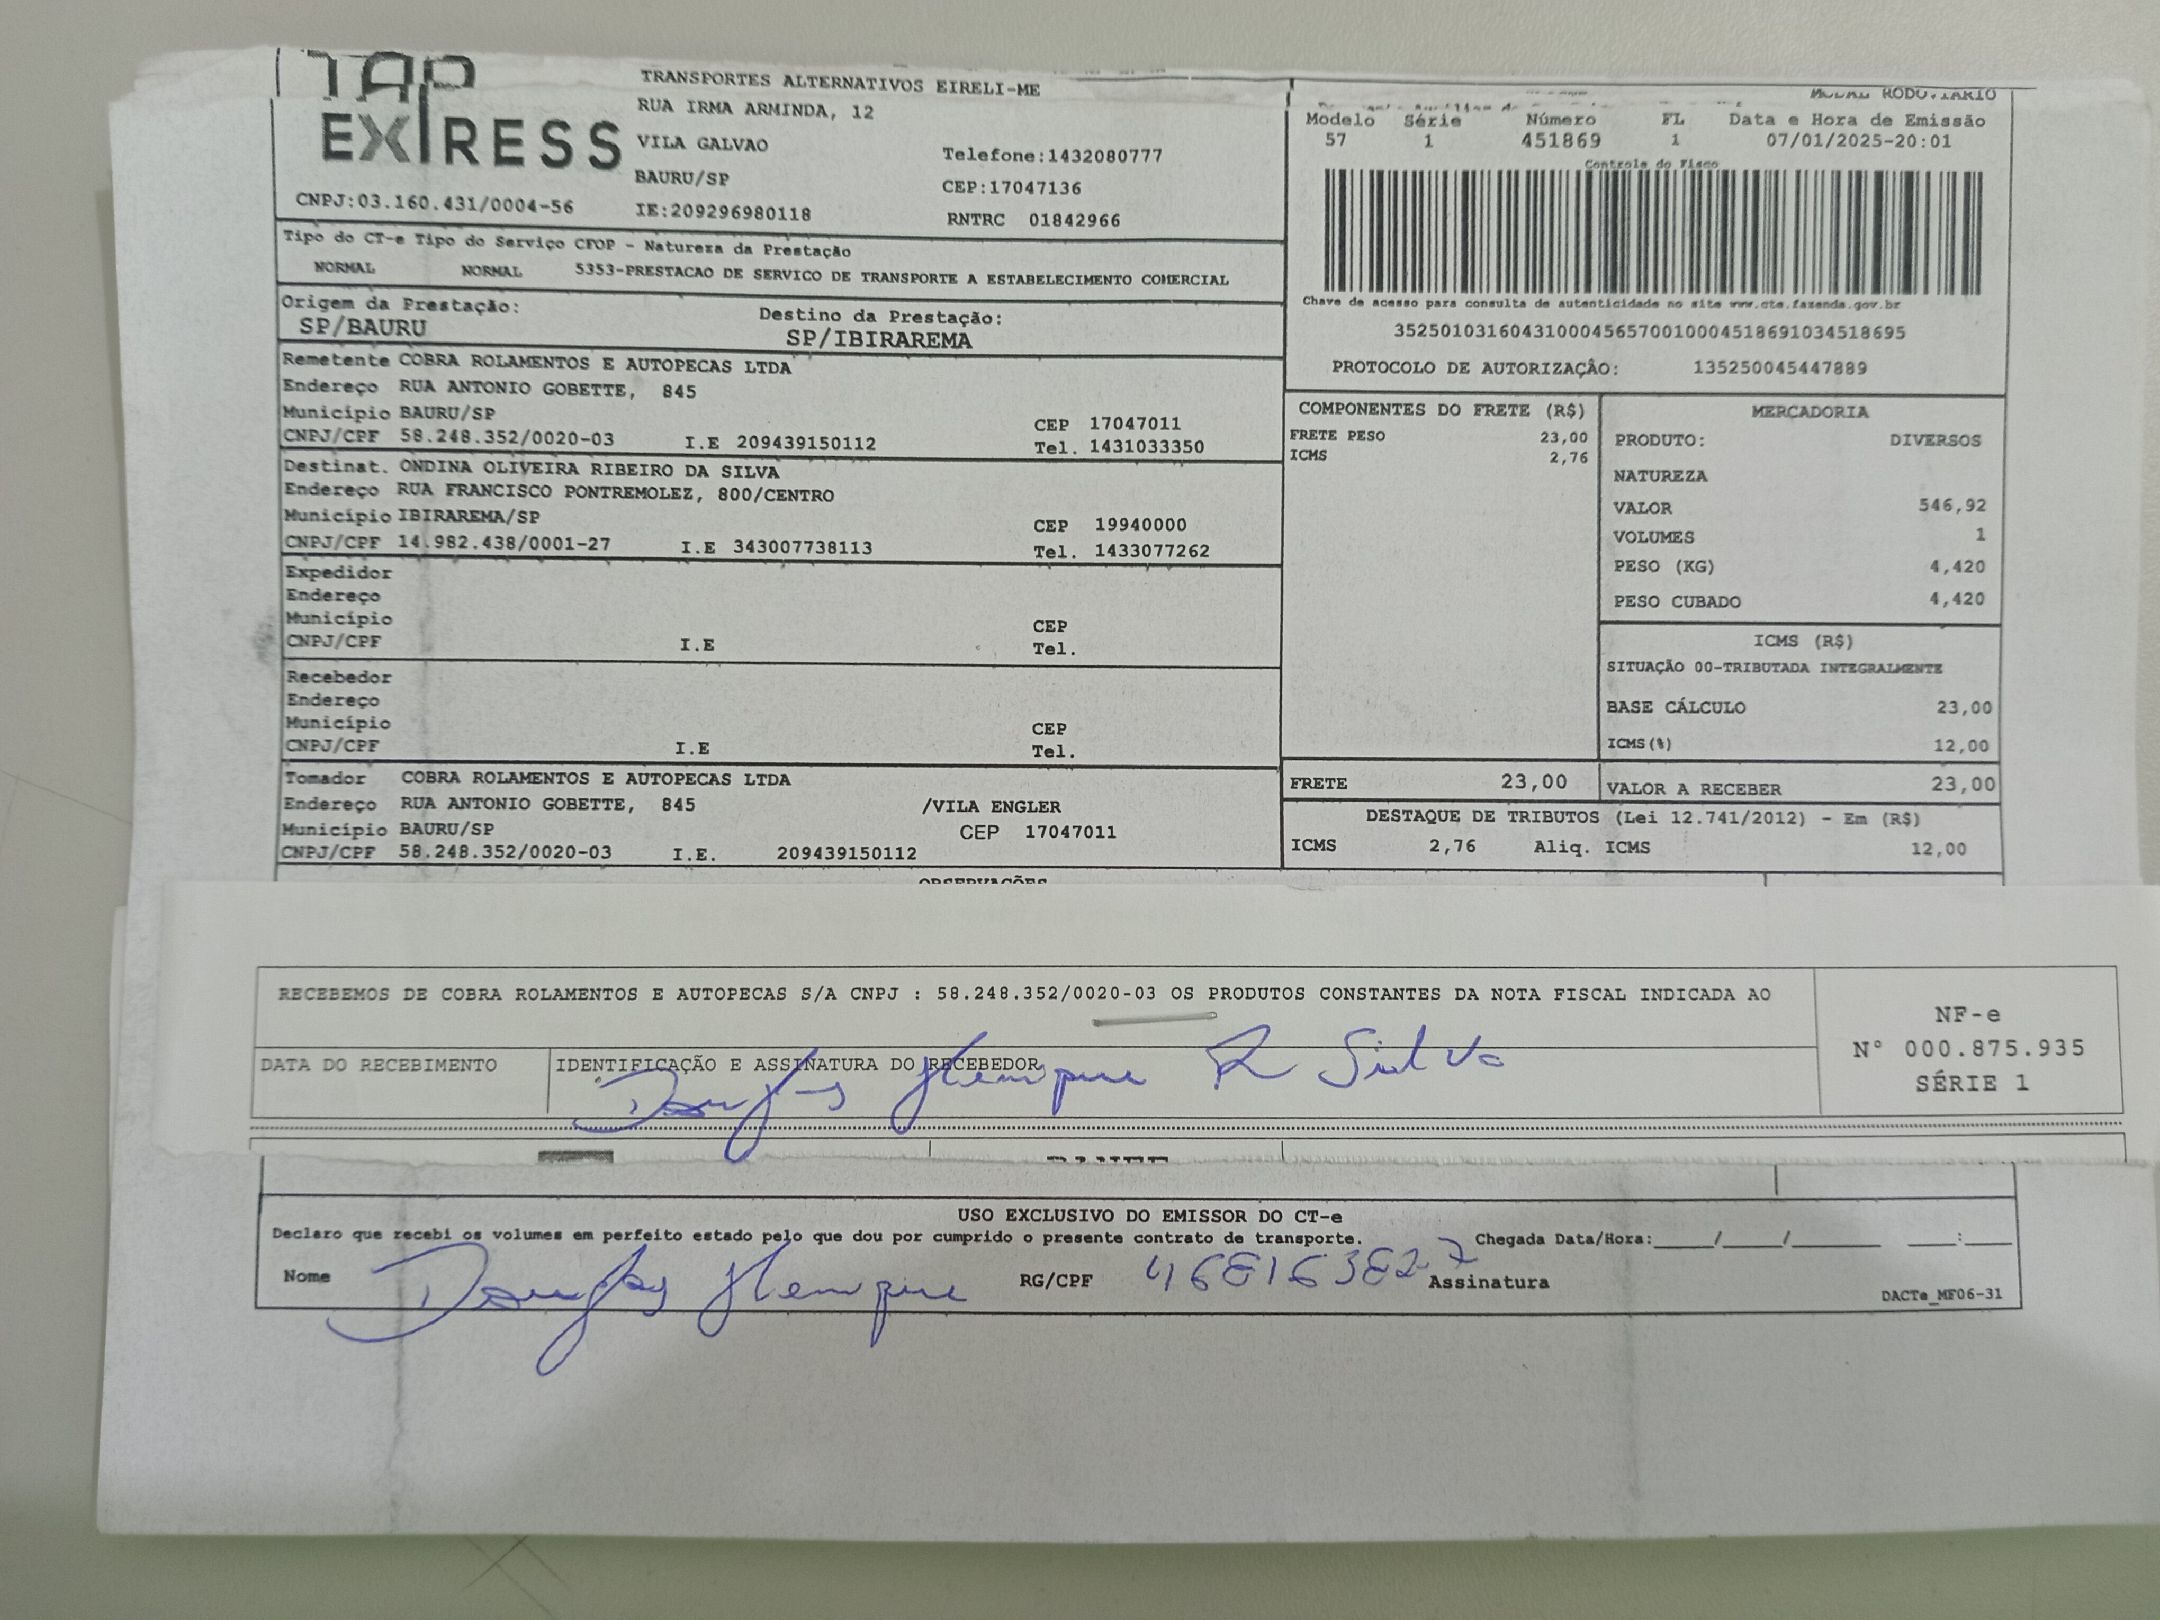 TAP
EXPRESS
CNPJ:03.160.431/0004-56
TRANSPORTES ALTERNATIVOS EIRELI-ME
RUA IRMA ARMINDA, 12
VILA GALVAO
Telefone:1432080777
BAURU/SP
CEP:17047136
IE:209296980118
RNTRC 01842966
MODAL RODOVIARIO
Modelo Série Número FL Data e Hora de Emissão
57 1 451869 1 07/01/2025-20:01
Controle do Fisco
Chave de acesso para consulta de autenticidade no site www.cte.fazenda.gov.br
35250103160431000456570010004518691034518695
PROTOCOLO DE AUTORIZAÇÂO: 135250045447889
Tipo do CT-e Tipo do Serviço CFOP - Natureza da Prestação
NORMAL NORMAL 5353-PRESTACAO DE SERVICO DE TRANSPORTE A ESTABELECIMENTO COMERCIAL
Origem da Prestação: Destino da Prestação:
SP/BAURU SP/IBIRAREMA
Remetente COBRA ROLAMENTOS E AUTOPECAS LTDA
Endereço RUA ANTONIO GOBETTE, 845
Município BAURU/SP CEP 17047011
CNPJ/CPF 58.248.352/0020-03 I.E 209439150112 Tel. 1431033350
Destinat. ONDINA OLIVEIRA RIBEIRO DA SILVA
Endereço RUA FRANCISCO PONTREMOLEZ, 800/CENTRO
Município IBIRAREMA/SP CEP 19940000
CNPJ/CPF 14.982.438/0001-27 I.E 343007738113 Tel. 1433077262
Expedidor
Endereço
Município CEP
CNPJ/CPF I.E Tel.
Recebedor
Endereço
Município CEP
CNPJ/CPF I.E Tel.
Tomador COBRA ROLAMENTOS E AUTOPECAS LTDA
Endereço RUA ANTONIO GOBETTE, 845 /VILA ENGLER
Município BAURU/SP CEP 17047011
CNPJ/CPF 58.248.352/0020-03 I.E. 209439150112
COMPONENTES DO FRETE (R$)
FRETE PESO 23,00
ICMS 2,76
MERCADORIA
PRODUTO: DIVERSOS
NATUREZA
VALOR 546,92
VOLUMES 1
PESO (KG) 4,420
PESO CUBADO 4,420
ICMS (R$)
SITUAÇÃO 00-TRIBUTADA INTEGRALMENTE
BASE CÁLCULO 23,00
ICMS(%) 12,00
FRETE 23,00 VALOR A RECEBER 23,00
DESTAQUE DE TRIBUTOS (Lei 12.741/2012) - Em (R$)
ICMS 2,76 Aliq. ICMS 12,00
OBSERVAÇÕES
RECEBEMOS DE COBRA ROLAMENTOS E AUTOPECAS S/A CNPJ : 58.248.352/0020-03 OS PRODUTOS CONSTANTES DA NOTA FISCAL INDICADA AO
NF-e
Nº 000.875.935
SÉRIE 1
DATA DO RECEBIMENTO IDENTIFICAÇÃO E ASSINATURA DO RECEBEDOR
Douglas Henrique R Silva
USO EXCLUSIVO DO EMISSOR DO CT-e
Declaro que recebi os volumes em perfeito estado pelo que dou por cumprido o presente contrato de transporte. Chegada Data/Hora:____/____/________ ____:____
Nome Douglas Henrique RG/CPF 468163827 Assinatura
DACTe_MF06-31